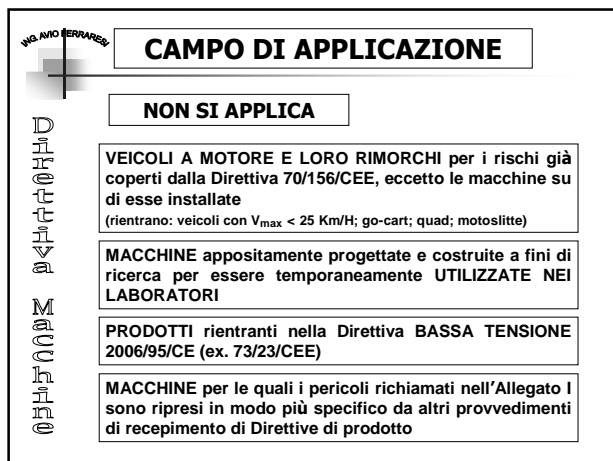 ING. AVIO FERRARESI
CAMPO DI APPLICAZIONE
NON SI APPLICA
Direttiva Macchine
VEICOLI A MOTORE E LORO RIMORCHI per i rischi già
coperti dalla Direttiva 70/156/CEE, eccetto le macchine su
di esse installate
(rientrano: veicoli con Vmax < 25 Km/H; go-cart; quad; motoslitte)
MACCHINE appositamente progettate e costruite a fini di
ricerca per essere temporaneamente UTILIZZATE NEI
LABORATORI
PRODOTTI rientranti nella Direttiva BASSA TENSIONE
2006/95/CE (ex. 73/23/CEE)
MACCHINE per le quali i pericoli richiamati nell'Allegato I
sono ripresi in modo più specifico da altri provvedimenti
di recepimento di Direttive di prodotto